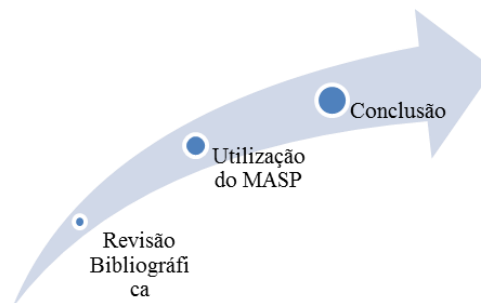 Conclusão
Utilização
do MASP
Revisão
Bibliográfi
ca